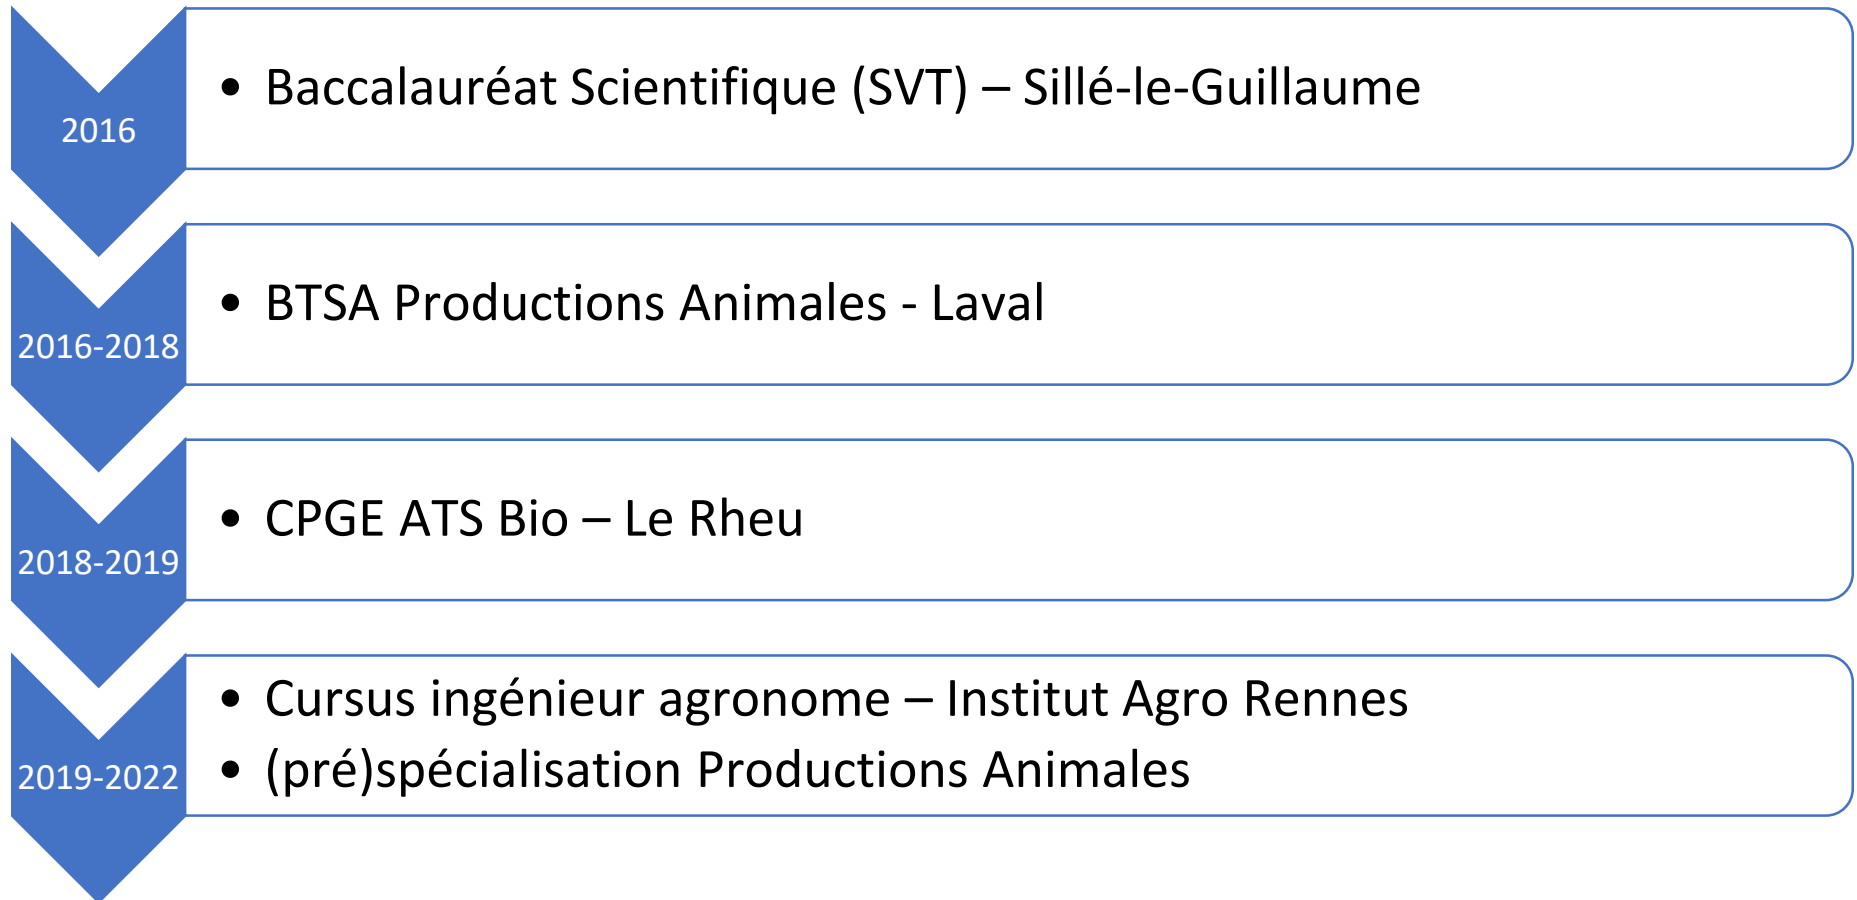 2016
• Baccalauréat Scientifique (SVT) – Sillé-le-Guillaume
2016-2018
• BTSA Productions Animales - Laval
2018-2019
• CPGE ATS Bio – Le Rheu
2019-2022
• Cursus ingénieur agronome – Institut Agro Rennes
• (pré)spécialisation Productions Animales